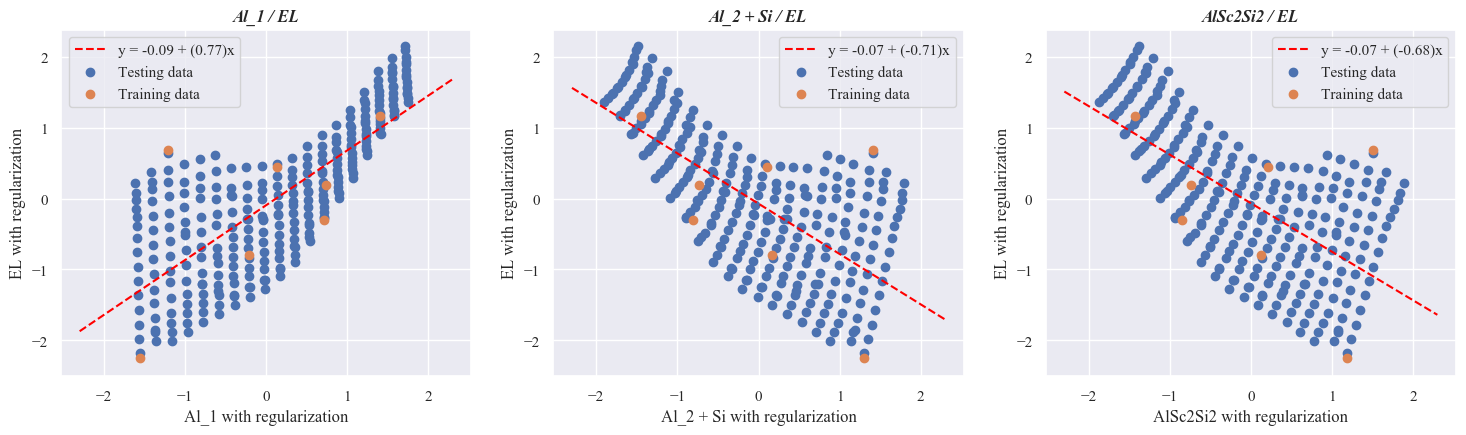 Al_1 / EL
y = -0.09 + (0.77)x
Testing data
Training data
EL with regularization
2
1
0
−1
−2
−2
−1
0
1
2
Al_1 with regularization
Al_2 + Si / EL
y = -0.07 + (-0.71)x
Testing data
Training data
EL with regularization
2
1
0
−1
−2
−2
−1
0
1
2
Al_2 + Si with regularization
AlSc2Si2 / EL
y = -0.07 + (-0.68)x
Testing data
Training data
EL with regularization
2
1
0
−1
−2
−2
−1
0
1
2
AlSc2Si2 with regularization